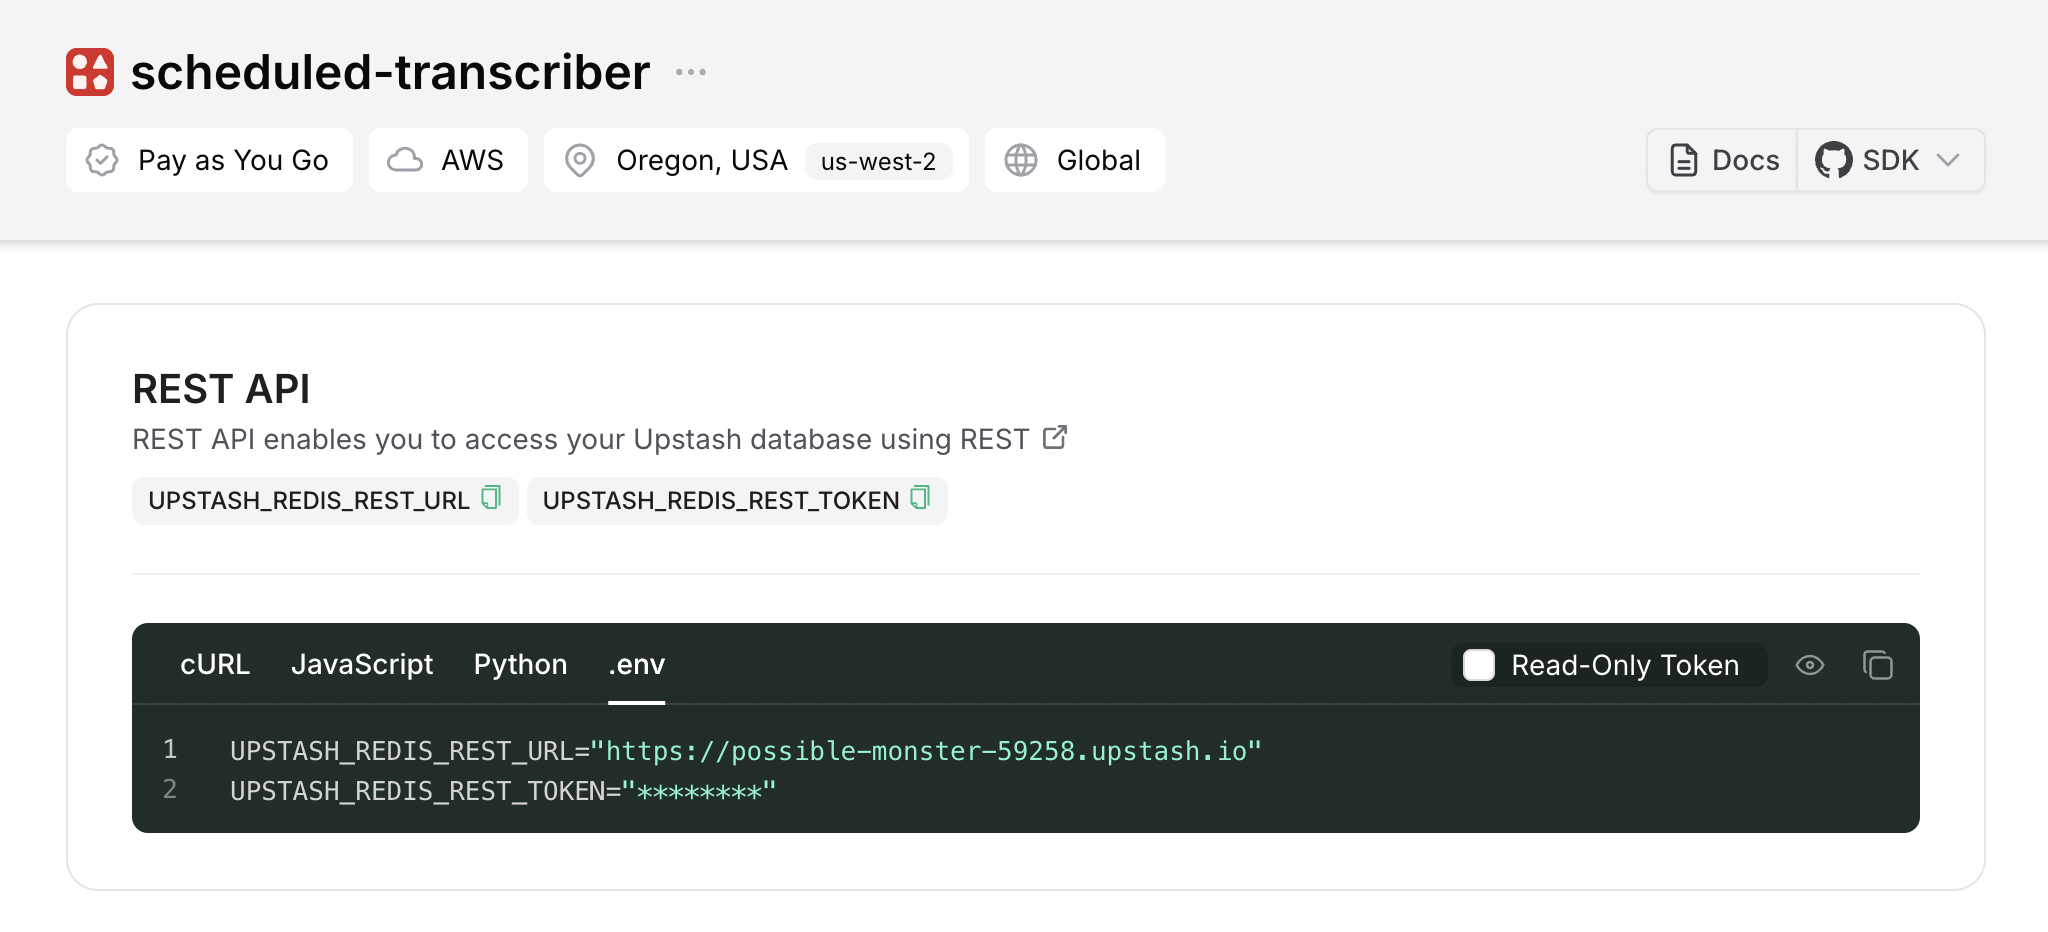 scheduled-transcriber ...
Pay as You Go AWS Oregon, USA us-west-2 Global Docs SDK
REST API
REST API enables you to access your Upstash database using REST
UPSTASH_REDIS_REST_URL UPSTASH_REDIS_REST_TOKEN
cURL JavaScript Python .env Read-Only Token
1 UPSTASH_REDIS_REST_URL="https://possible-monster-59258.upstash.io"
2 UPSTASH_REDIS_REST_TOKEN="********"